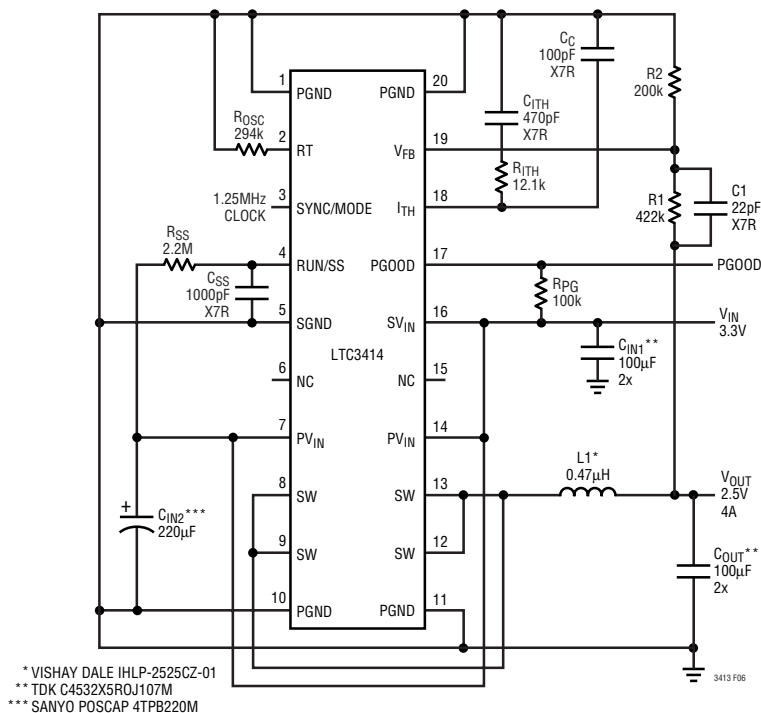 1
PGND
PGND
20
ROSC
294k
2
RT
VFB
19
CITH
470pF
X7R
CC
100pF
X7R
R2
200k
1.25MHz
CLOCK
3
SYNC/MODE
ITH
18
RITH
12.1k
R1
422k
C1
22pF
X7R
RSS
2.2M
4
RUN/SS
PGOOD
17
PGOOD
CSS
1000pF
X7R
RPG
100k
5
SGND
SVIN
16
VIN
3.3V
LTC3414
CIN1**
100µF
2x
6
NC
NC
15
7
PVIN
PVIN
14
8
SW
SW
13
L1*
0.47µH
VOUT
2.5V
4A
+
CIN2***
220µF
9
SW
SW
12
COUT**
100µF
2x
10
PGND
PGND
11
* VISHAY DALE IHLP-2525CZ-01
** TDK C4532X5ROJ107M
*** SANYO POSCAP 4TPB220M
3413 F06